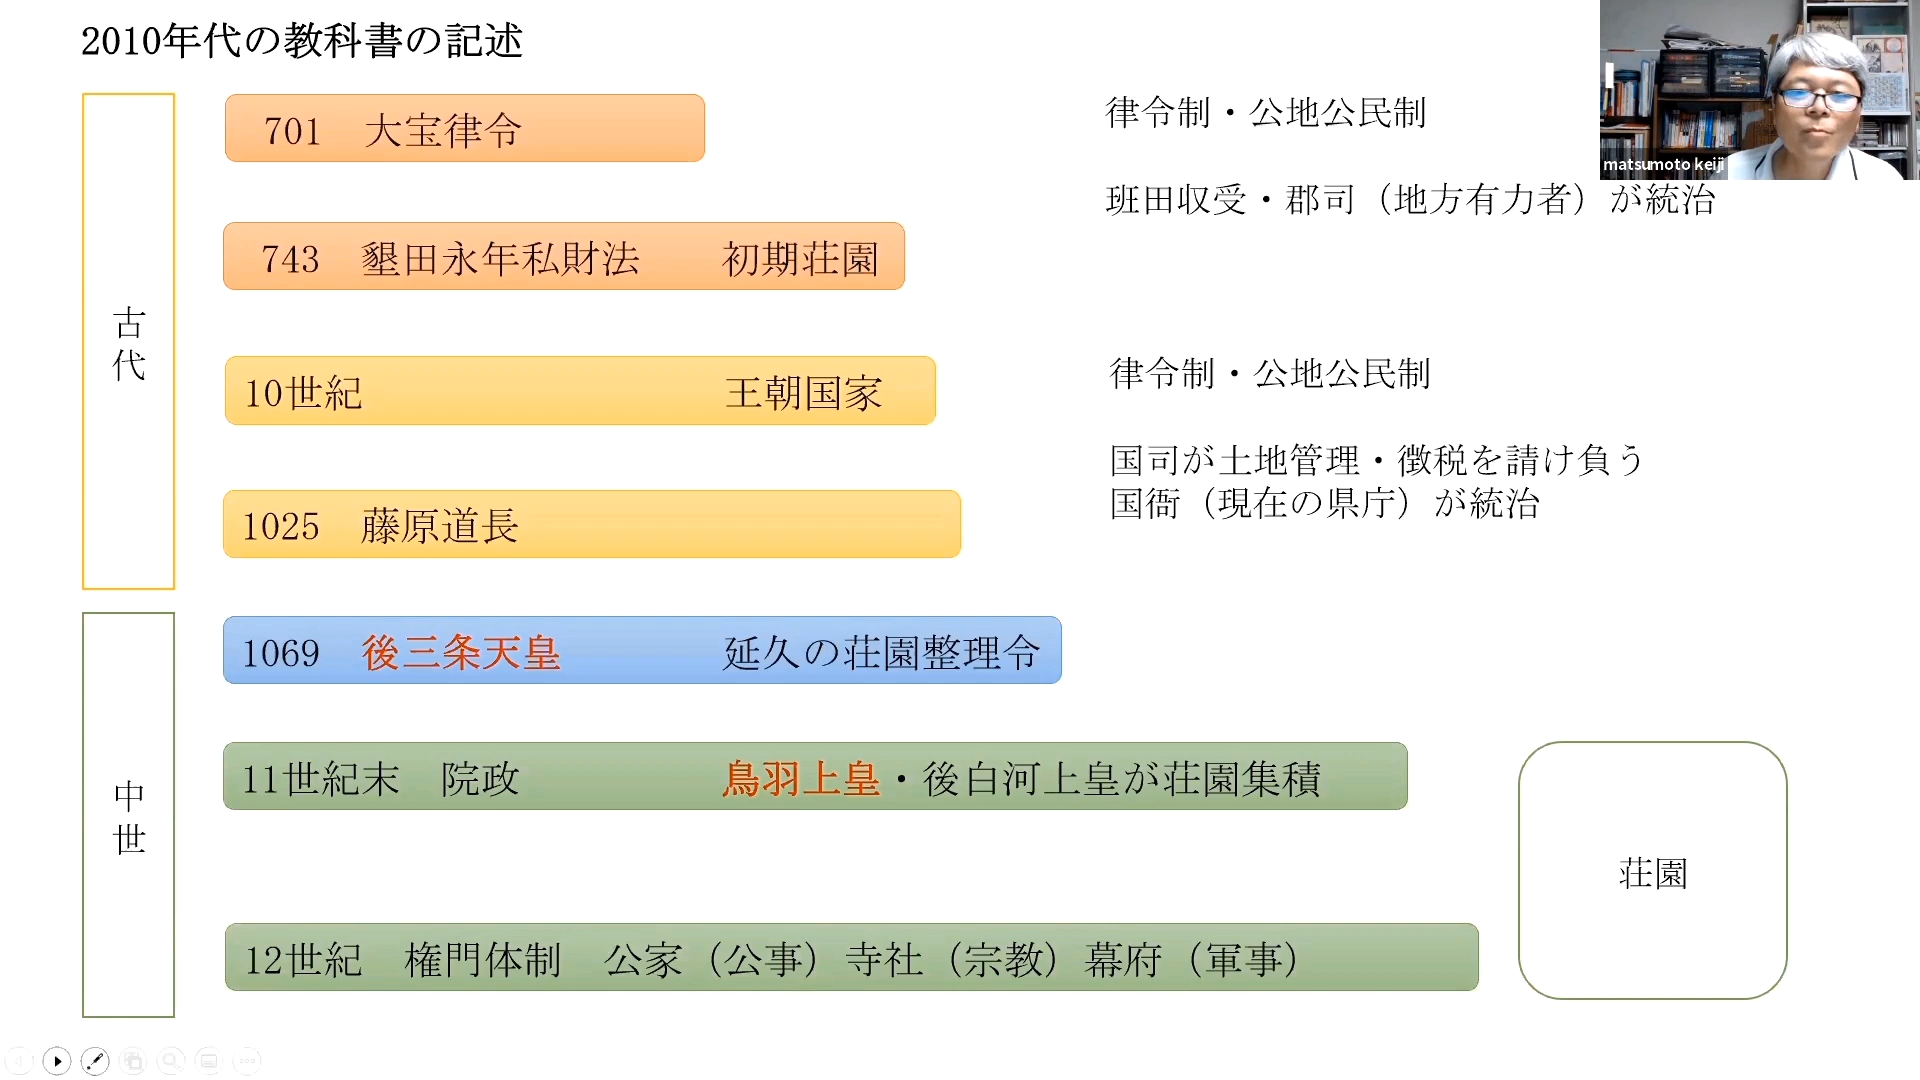 2010年代の教科書の記述
古代
701　大宝律令
律令制・公地公民制
matsumoto keiji
班田収受・郡司（地方有力者）が統治
743　墾田永年私財法　　初期荘園
10世紀　　王朝国家
律令制・公地公民制
国司が土地管理・徴税を請け負う
国衙（現在の県庁）が統治
1025　藤原道長
中世
1069　後三条天皇　　延久の荘園整理令
11世紀末　院政　　鳥羽上皇・後白河上皇が荘園集積
荘園
12世紀　権門体制　公家（公事）寺社（宗教）幕府（軍事）